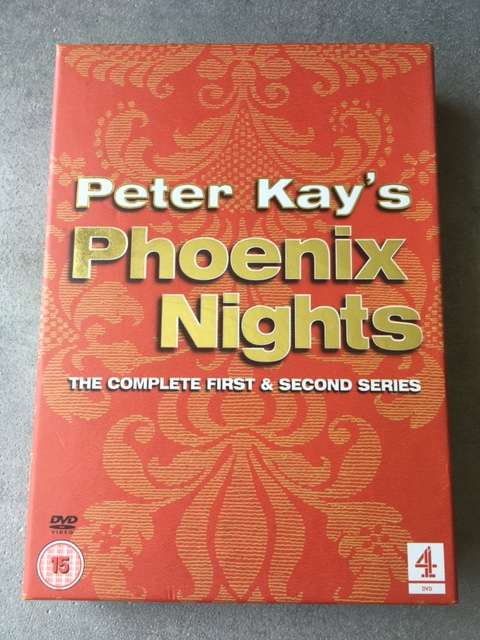 Peter Kay's
Phoenix
Nights
THE COMPLETE FIRST & SECOND SERIES
DVD
VIDEO
15
4
DVD